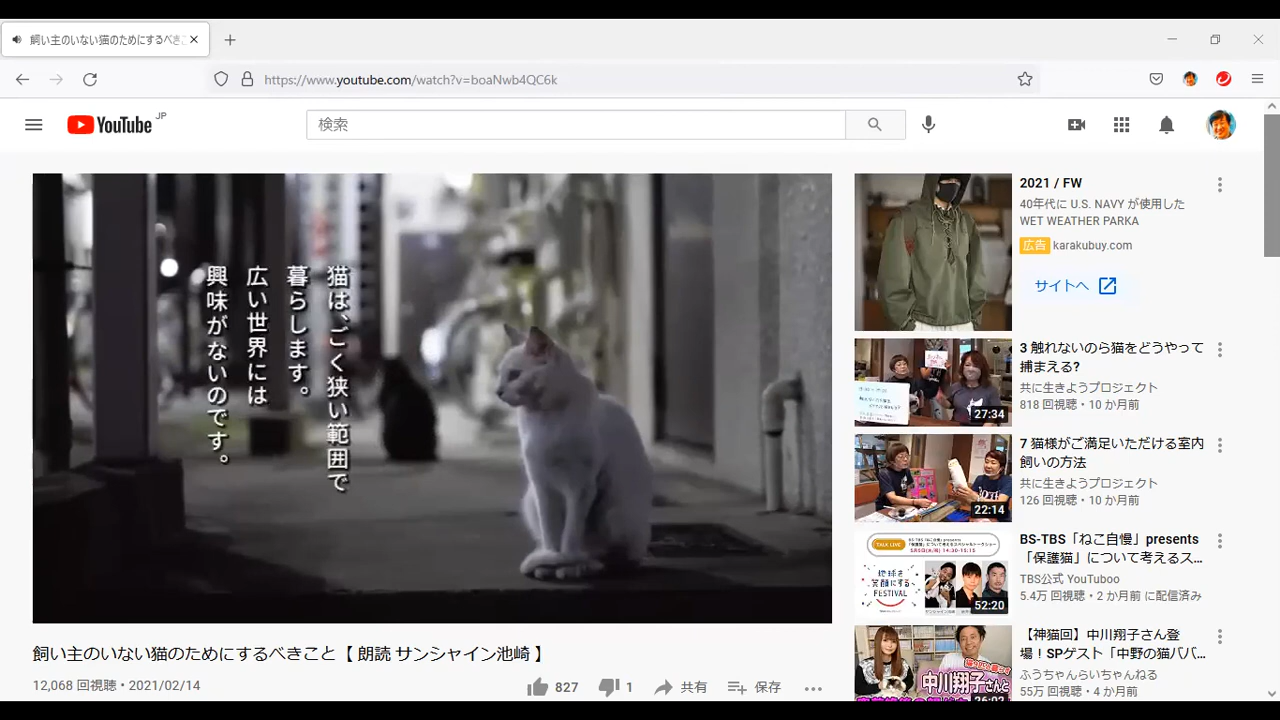 飼い主のいない猫のためにするべきこ
https://www.youtube.com/watch?v=boaNwb4QC6k
YouTube JP
検索
猫は、ごく狭い範囲で
暮らします。
広い世界には
興味がないのです。
飼い主のいない猫のためにするべきこと【 朗読 サンシャイン池崎 】
12,068 回視聴・2021/02/14
827
1
共有
保存
2021 / FW
40年代に U.S. NAVY が使用した
WET WEATHER PARKA
広告 karakubuy.com
サイトへ
27:34
3 触れないのら猫をどうやって
捕まえる?
共に生きようプロジェクト
818 回視聴・10 か月前
22:14
7 猫様がご満足いただける室内
飼いの方法
共に生きようプロジェクト
126 回視聴・10 か月前
TALK LIVE
地球を
笑顔にする
FESTIVAL
52:20
BS-TBS「ねこ自慢」presents
「保護猫」について考えるス...
TBS公式 YouTuboo
5.4万 回視聴・2 か月前 に配信済み
中川翔子さんと
26:03
【神猫回】中川翔子さん登
場！SPゲスト「中野の猫ババ...
ふうちゃんらいちゃんねる
55万 回視聴・4 か月前